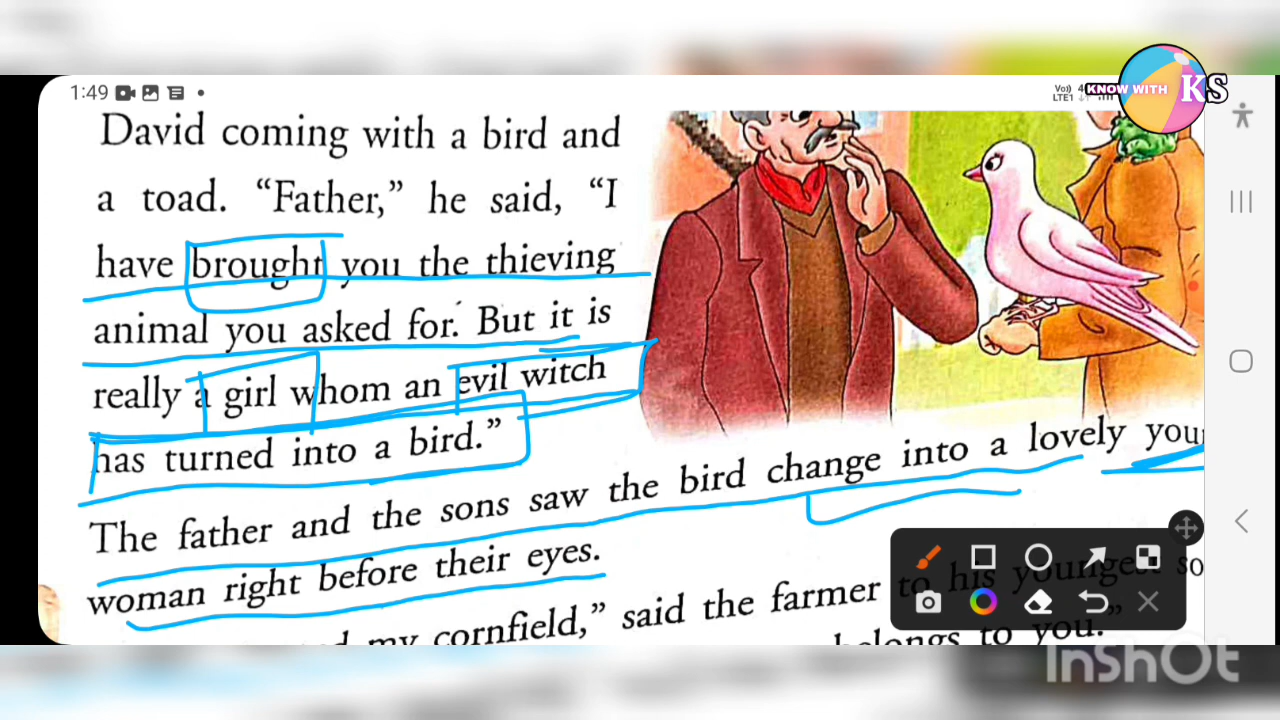 1:49
Vo)) 4
LTE1
KNOW WITH KS
David coming with a bird and
a toad. “Father,” he said, “I
have brought you the thieving
animal you asked for. But it is
really a girl whom an evil witch
has turned into a bird.”
The father and the sons saw the bird change into a lovely you
woman right before their eyes.
my cornfield,” said the farmer to his youngest so
belongs to you.”
InShOt